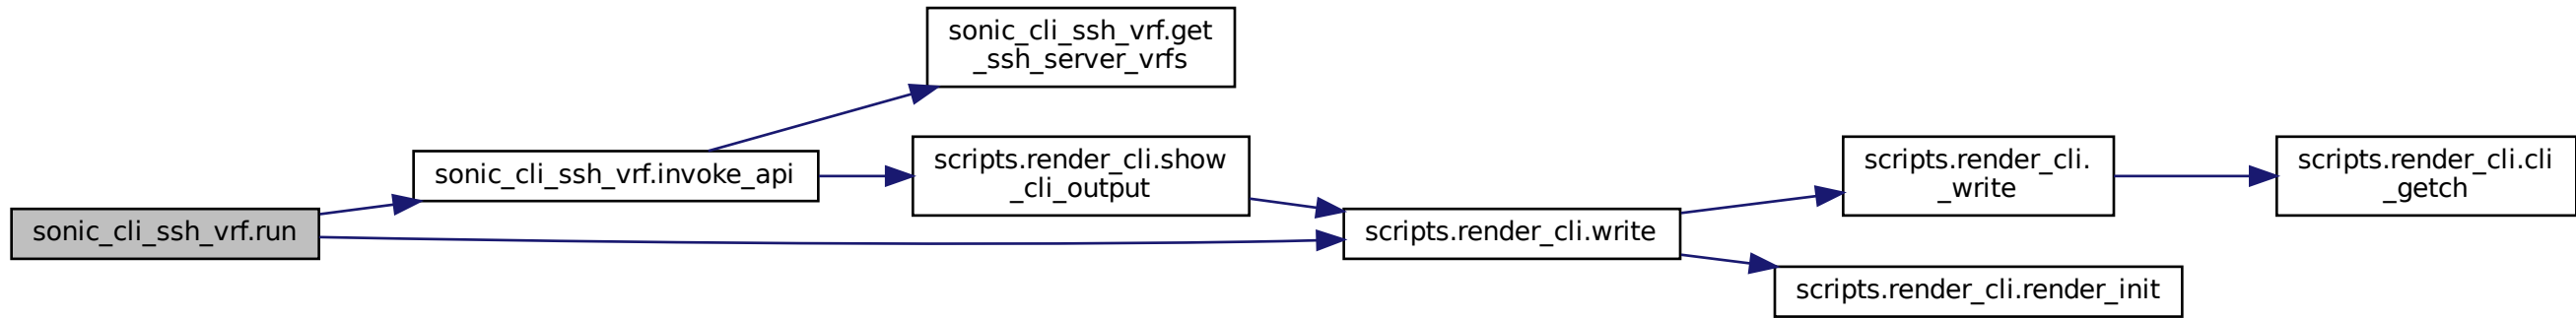 sonic_cli_ssh_vrf.run
sonic_cli_ssh_vrf.invoke_api
sonic_cli_ssh_vrf.get
_ssh_server_vrfs
scripts.render_cli.show
_cli_output
scripts.render_cli.write
scripts.render_cli.
_write
scripts.render_cli.cli
_getch
scripts.render_cli.render_init